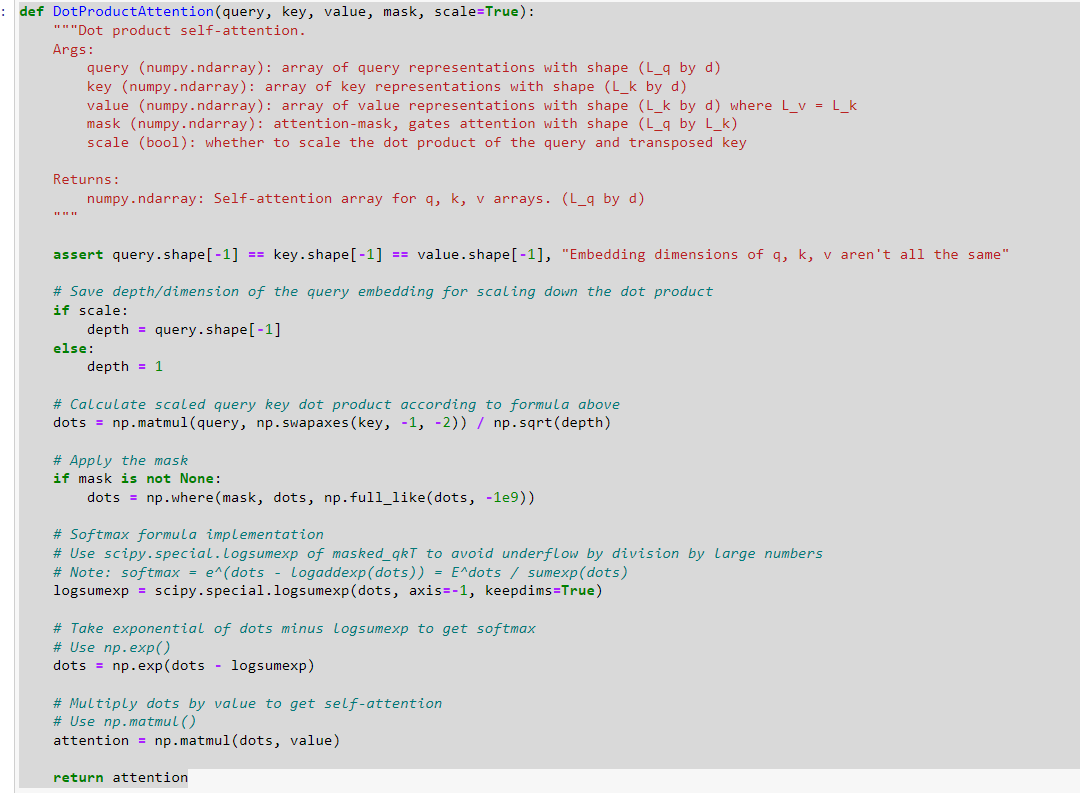 : def DotProductAttention(query, key, value, mask, scale=True):
    """Dot product self-attention.
    Args:
        query (numpy.ndarray): array of query representations with shape (L_q by d)
        key (numpy.ndarray): array of key representations with shape (L_k by d)
        value (numpy.ndarray): array of value representations with shape (L_k by d) where L_v = L_k
        mask (numpy.ndarray): attention-mask, gates attention with shape (L_q by L_k)
        scale (bool): whether to scale the dot product of the query and transposed key

    Returns:
        numpy.ndarray: Self-attention array for q, k, v arrays. (L_q by d)
    """

    assert query.shape[-1] == key.shape[-1] == value.shape[-1], "Embedding dimensions of q, k, v aren't all the same"

    # Save depth/dimension of the query embedding for scaling down the dot product
    if scale:
        depth = query.shape[-1]
    else:
        depth = 1

    # Calculate scaled query key dot product according to formula above
    dots = np.matmul(query, np.swapaxes(key, -1, -2)) / np.sqrt(depth)

    # Apply the mask
    if mask is not None:
        dots = np.where(mask, dots, np.full_like(dots, -1e9))

    # Softmax formula implementation
    # Use scipy.special.logsumexp of masked_qkT to avoid underflow by division by large numbers
    # Note: softmax = e^(dots - logaddexp(dots)) = E^dots / sumexp(dots)
    logsumexp = scipy.special.logsumexp(dots, axis=-1, keepdims=True)

    # Take exponential of dots minus logsumexp to get softmax
    # Use np.exp()
    dots = np.exp(dots - logsumexp)

    # Multiply dots by value to get self-attention
    # Use np.matmul()
    attention = np.matmul(dots, value)

    return attention